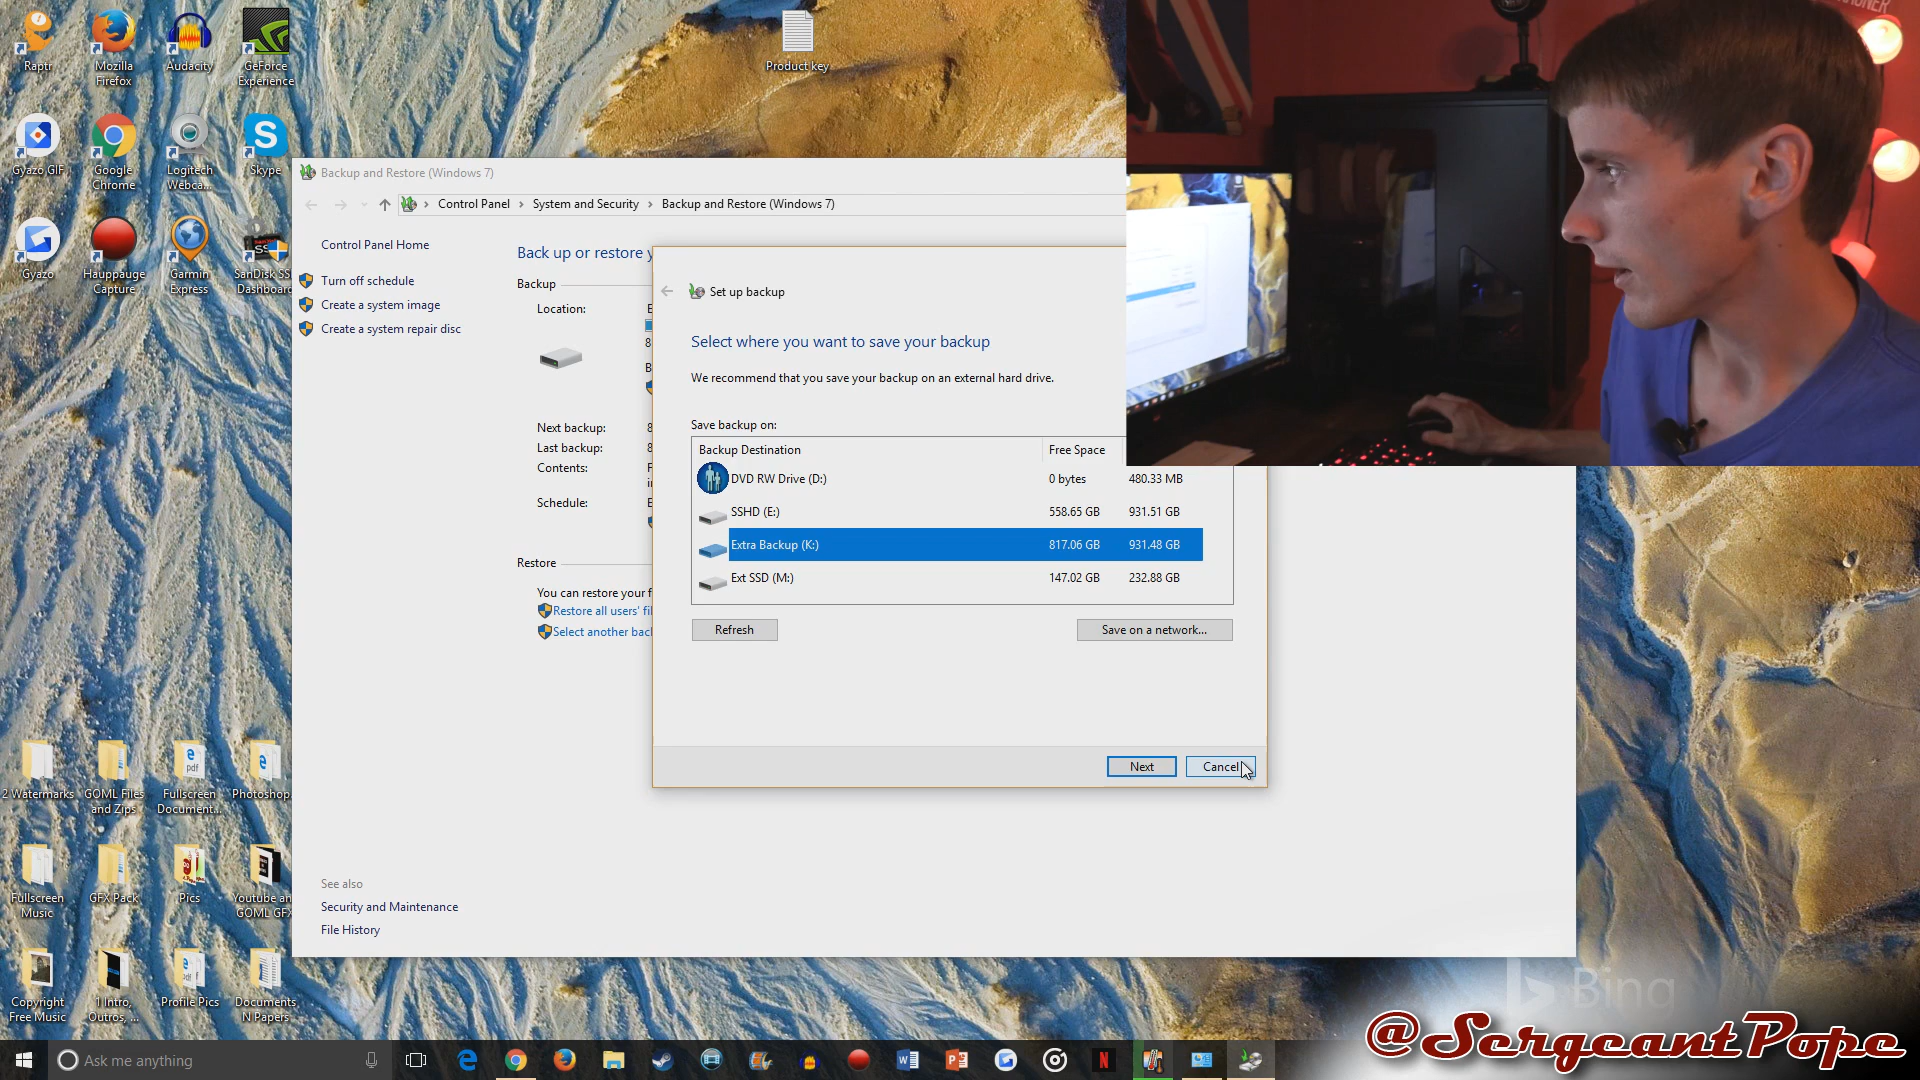 Raptr
Mozilla
Firefox
Audacity
GeForce
Experience
Product key
Gyazo GIF
Google
Chrome
Logitech
Webca...
Skype
Gyazo
Hauppauge
Capture
Garmin
Express
SanDisk SSD
Dashboard
Backup and Restore (Windows 7)
Control Panel > System and Security > Backup and Restore (Windows 7)
Control Panel Home
Turn off schedule
Create a system image
Create a system repair disc
Back up or restore y
Backup
Location:
Next backup:
Last backup:
Contents:
Schedule:
Restore
You can restore your f
Restore all users' fil
Select another back
See also
Security and Maintenance
File History
Set up backup
Select where you want to save your backup
We recommend that you save your backup on an external hard drive.
Save backup on:
Backup Destination Free Space
DVD RW Drive (D:) 0 bytes 480.33 MB
SSHD (E:) 558.65 GB 931.51 GB
Extra Backup (K:) 817.06 GB 931.48 GB
Ext SSD (M:) 147.02 GB 232.88 GB
Refresh
Save on a network...
Next
Cancel
2 Watermarks
GOML Files
and Zips
Fullscreen
Document...
Photoshop
Fullscreen
Music
GFX Pack
Pics
Youtube an
GOML GFX
Copyright
Free Music
1 Intro,
Outros, ...
Profile Pics
Documents
N Papers
Bing
@SergeantPope
Ask me anything